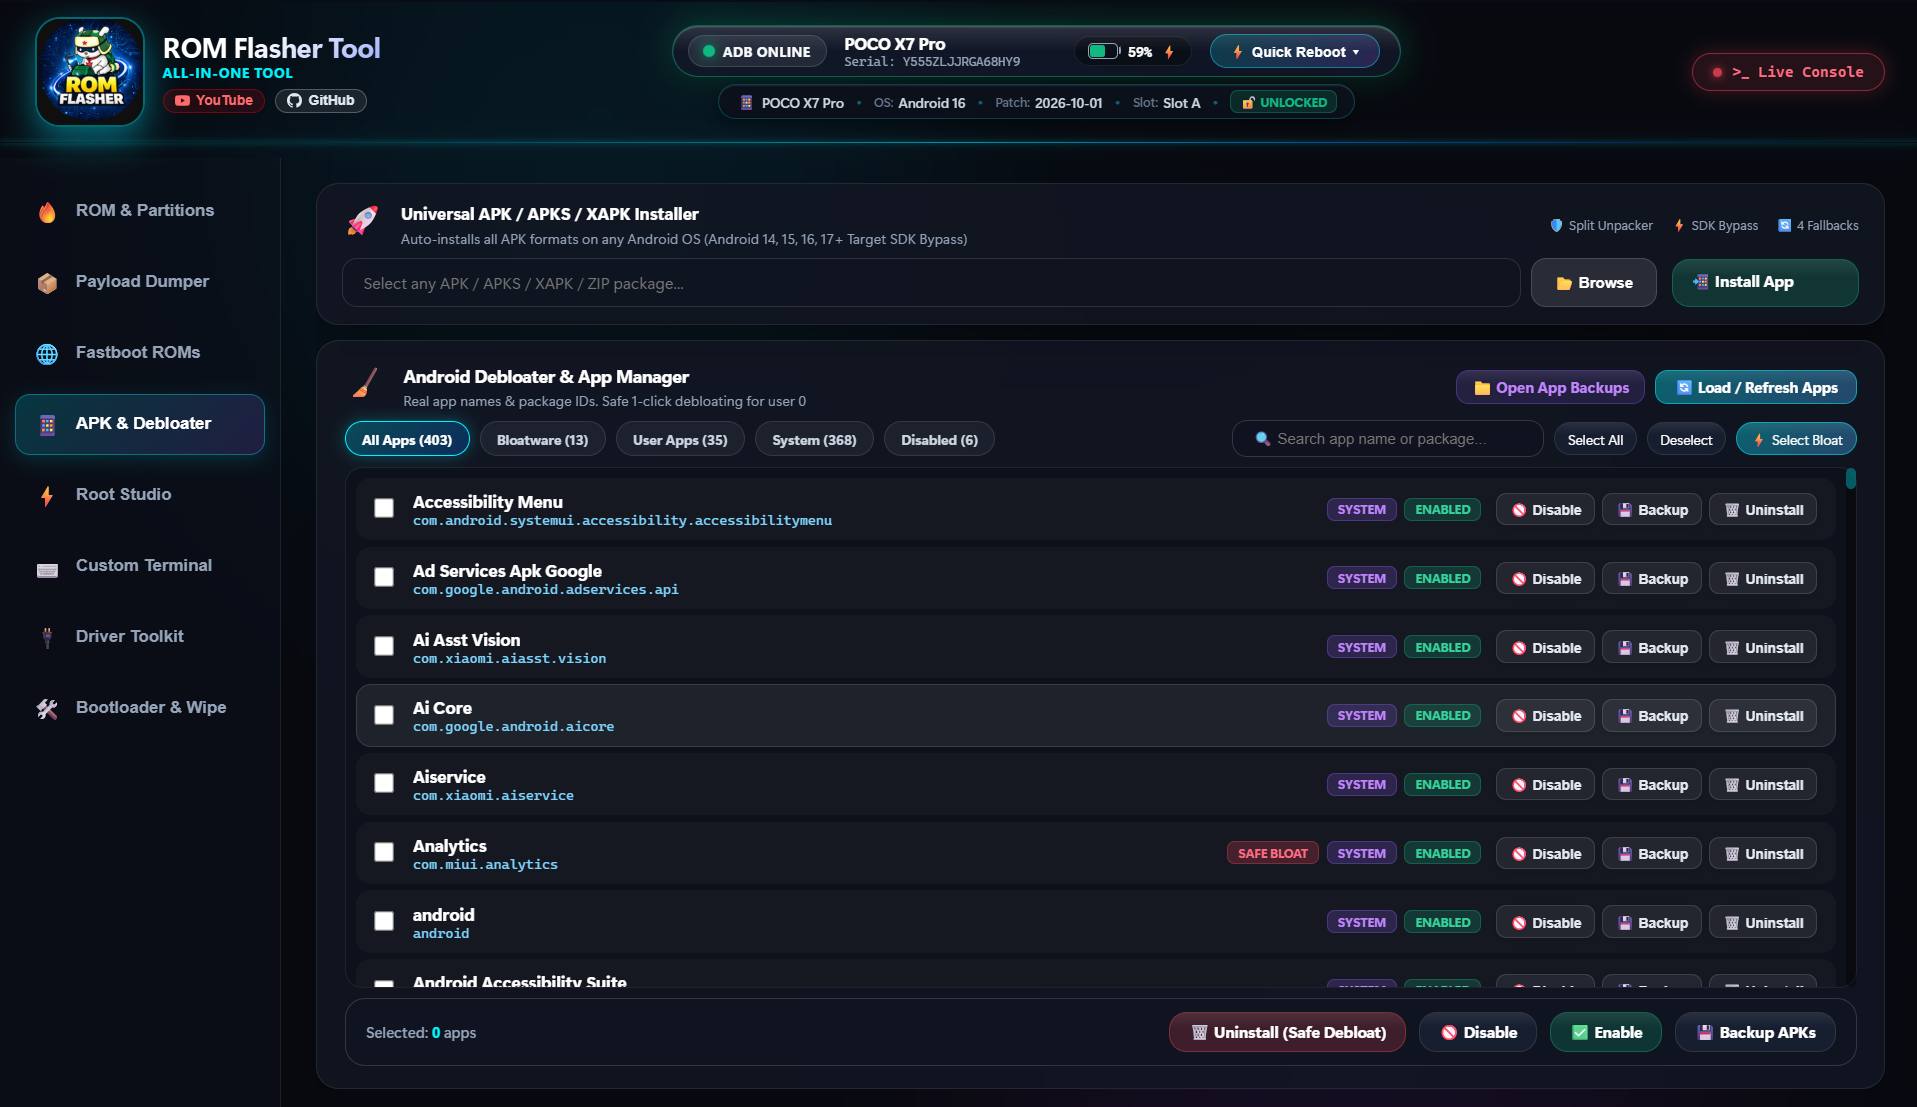 ROM
FLASHER
ROM Flasher Tool
ALL-IN-ONE TOOL
YouTube
GitHub
ADB ONLINE
POCO X7 Pro
Serial: Y555ZLJJRGA68HY9
59%
Quick Reboot ▾
POCO X7 Pro • OS: Android 16 • Patch: 2026-10-01 • Slot: Slot A • UNLOCKED
>_ Live Console
ROM & Partitions
Payload Dumper
Fastboot ROMs
APK & Debloater
Root Studio
Custom Terminal
Driver Toolkit
Bootloader & Wipe
Universal APK / APKS / XAPK Installer
Auto-installs all APK formats on any Android OS (Android 14, 15, 16, 17+ Target SDK Bypass)
Split Unpacker
SDK Bypass
4 Fallbacks
Select any APK / APKS / XAPK / ZIP package...
Browse
Install App
Android Debloater & App Manager
Real app names & package IDs. Safe 1-click debloating for user 0
Open App Backups
Load / Refresh Apps
All Apps (403)
Bloatware (13)
User Apps (35)
System (368)
Disabled (6)
Search app name or package...
Select All
Deselect
Select Bloat
Accessibility Menu
com.android.systemui.accessibility.accessibilitymenu
SYSTEM ENABLED Disable Backup Uninstall
Ad Services Apk Google
com.google.android.adservices.api
SYSTEM ENABLED Disable Backup Uninstall
Ai Asst Vision
com.xiaomi.aiasst.vision
SYSTEM ENABLED Disable Backup Uninstall
Ai Core
com.google.android.aicore
SYSTEM ENABLED Disable Backup Uninstall
Aiservice
com.xiaomi.aiservice
SYSTEM ENABLED Disable Backup Uninstall
Analytics
com.miui.analytics
SAFE BLOAT SYSTEM ENABLED Disable Backup Uninstall
android
android
SYSTEM ENABLED Disable Backup Uninstall
Android Accessibility Suite
SYSTEM ENABLED Disable Backup Uninstall
Selected: 0 apps
Uninstall (Safe Debloat)
Disable
Enable
Backup APKs